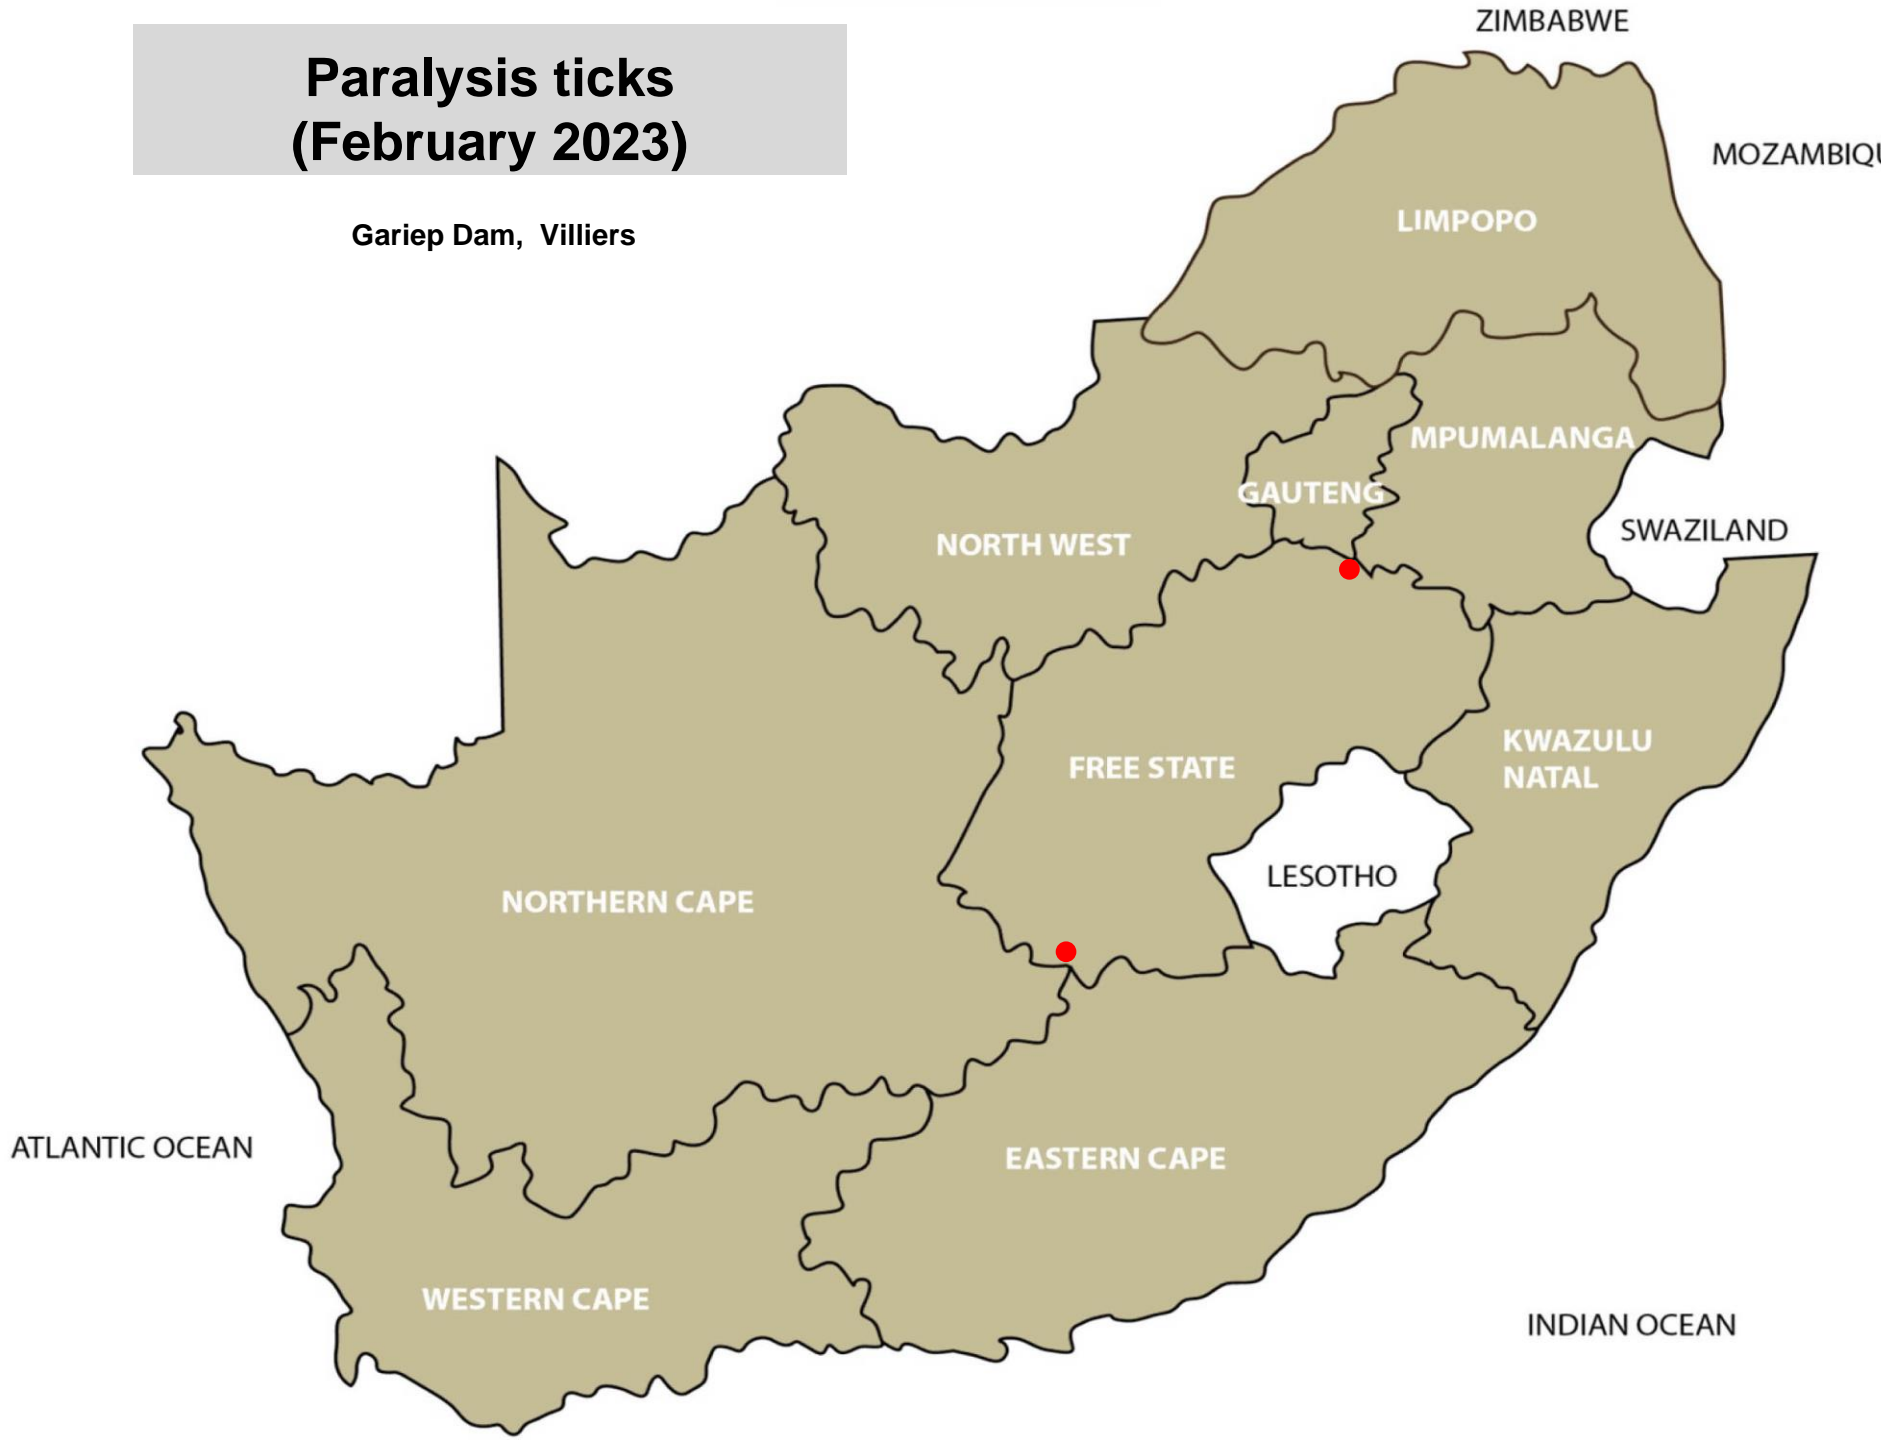 Paralysis ticks
(February 2023)
Gariep Dam, Villiers
ZIMBABWE
MOZAMBIQU
LIMPOPO
MPUMALANGA
GAUTENG
SWAZILAND
NORTH WEST
KWAZULU
NATAL
FREE STATE
LESOTHO
NORTHERN CAPE
ATLANTIC OCEAN
EASTERN CAPE
WESTERN CAPE
INDIAN OCEAN